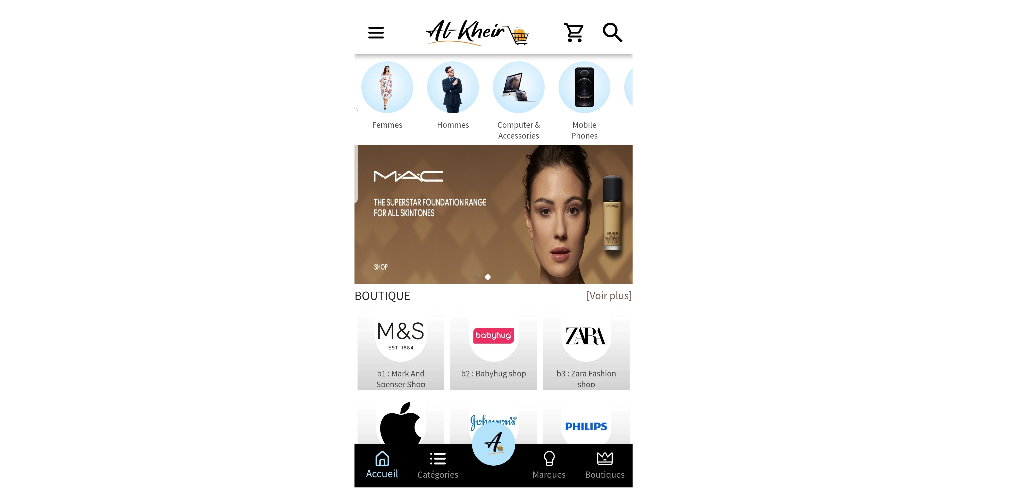 Al-Kheir
Femmes
Hommes
Computer &
Accessories
Mobile
Phones
M·A·C
THE SUPERSTAR FOUNDATION RANGE
FOR ALL SKINTONES
SHOP
BOUTIQUE
[Voir plus]
M&S
EST 1884
babyhug
ZARA
b1 : Mark And
Spenser Shop
b2 : Babyhug shop
b3 : Zara Fashion
shop
Johnson's
PHILIPS
A
Accueil
Catégories
Marques
Boutiques